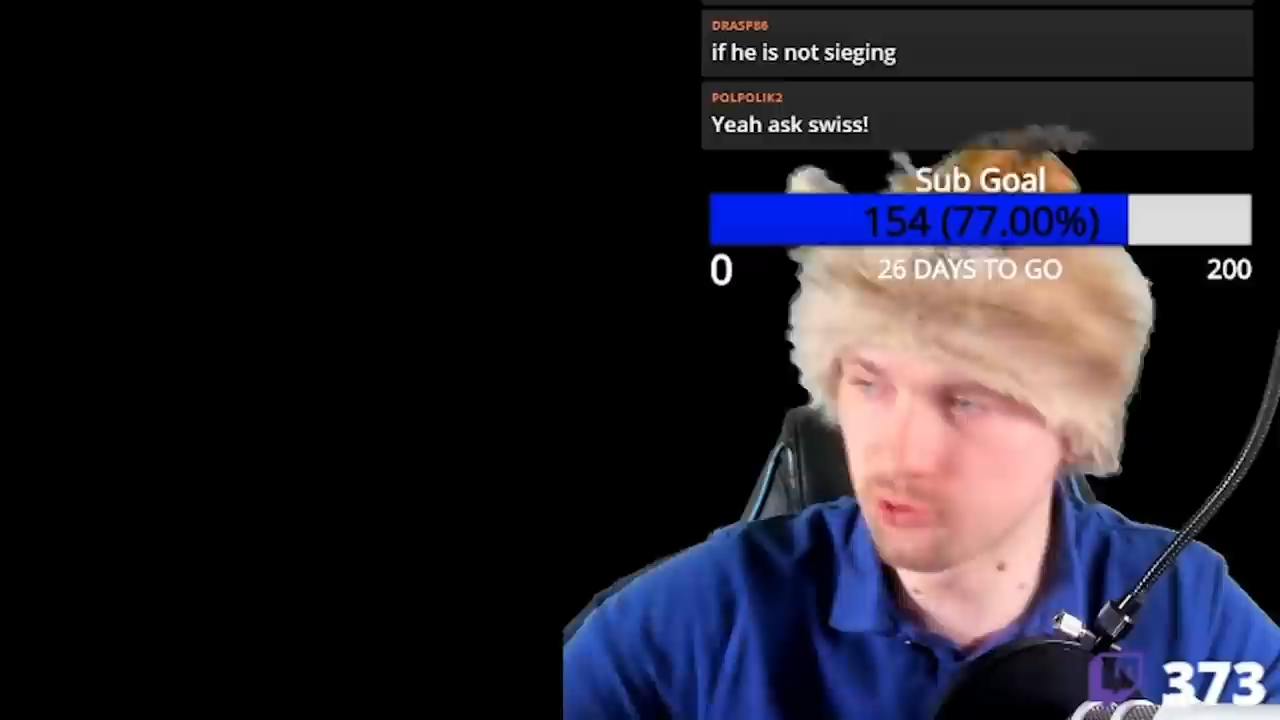 DRASP86
if he is not sieging
POLPOLIK2
Yeah ask swiss!
Sub Goal
154 (77.00%)
0 26 DAYS TO GO 200
373